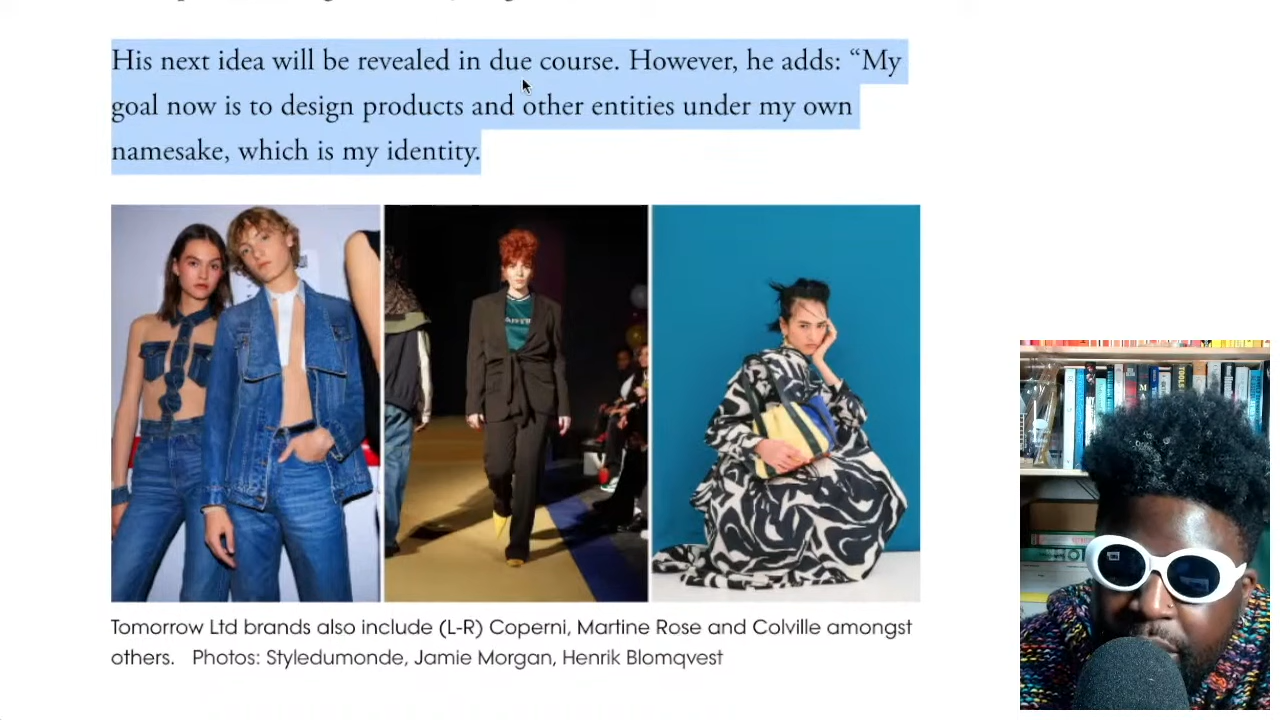 His next idea will be revealed in due course. However, he adds: “My
goal now is to design products and other entities under my own
namesake, which is my identity.
Tomorrow Ltd brands also include (L-R) Coperni, Martine Rose and Colville amongst
others. Photos: Styledumonde, Jamie Morgan, Henrik Blomqvest
TOOLS